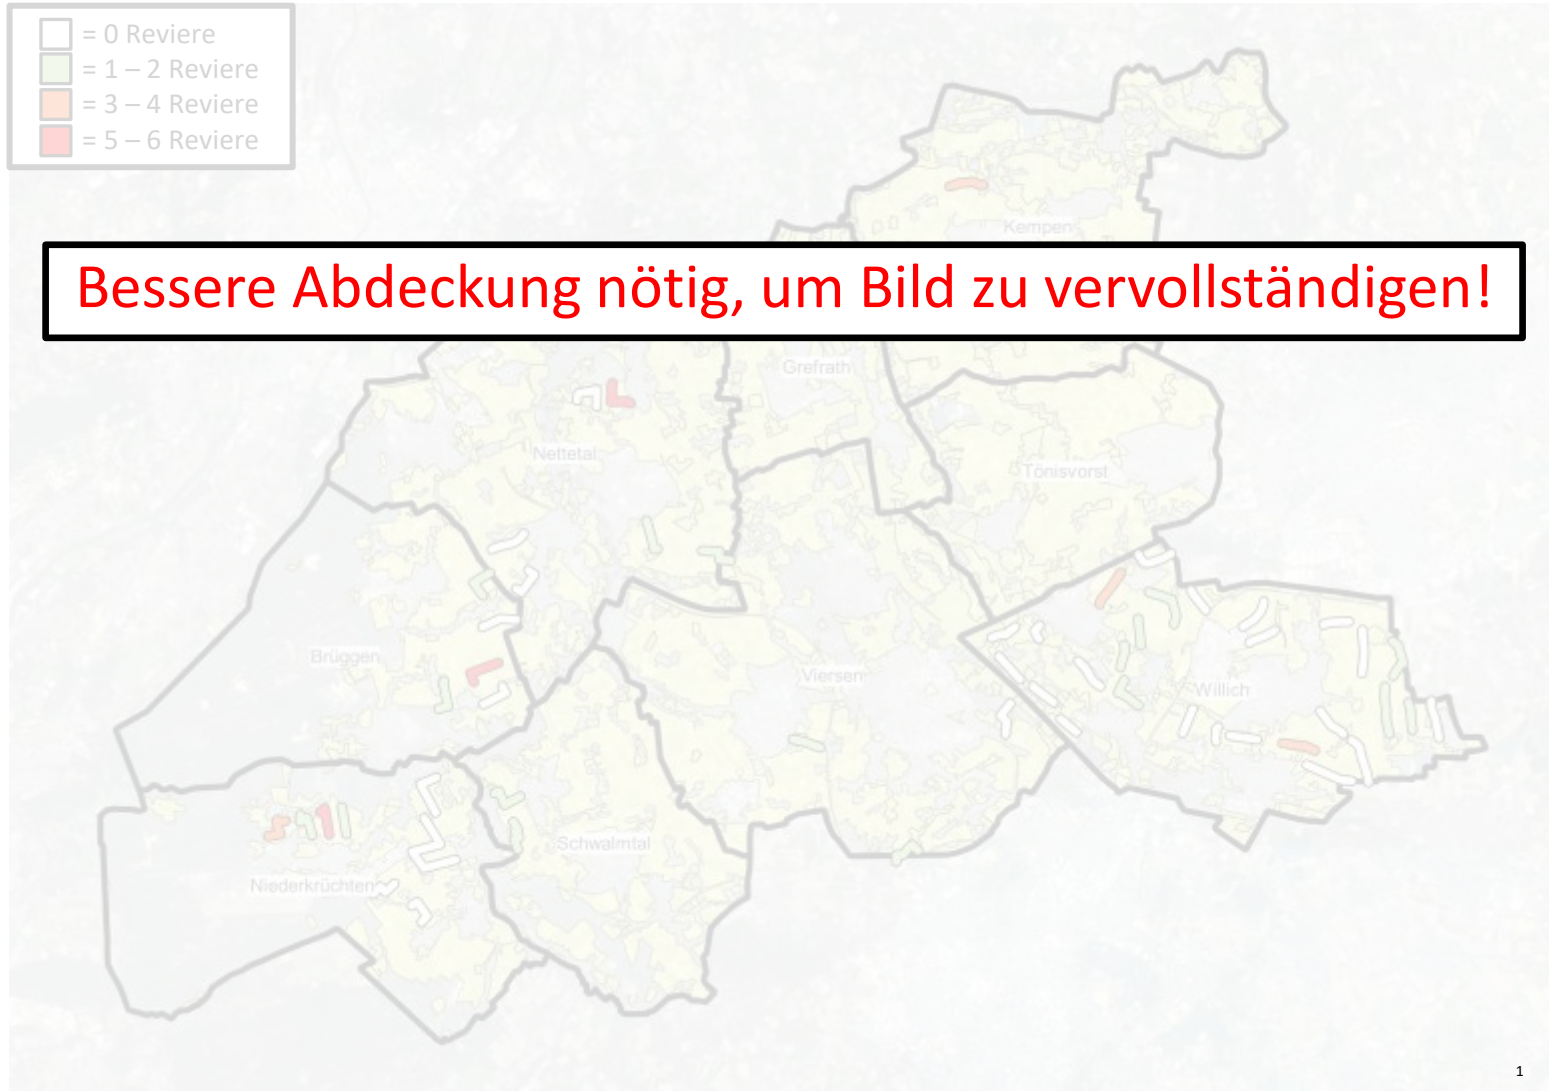 = 0 Reviere
= 1 – 2 Reviere
= 3 – 4 Reviere
= 5 – 6 Reviere
Kempen
Bessere Abdeckung nötig, um Bild zu vervollständigen!
Grefrath
Nettetal
Tönisvorst
Brüggen
Viersen
Willich
Schwalmtal
Niederkrüchten
1